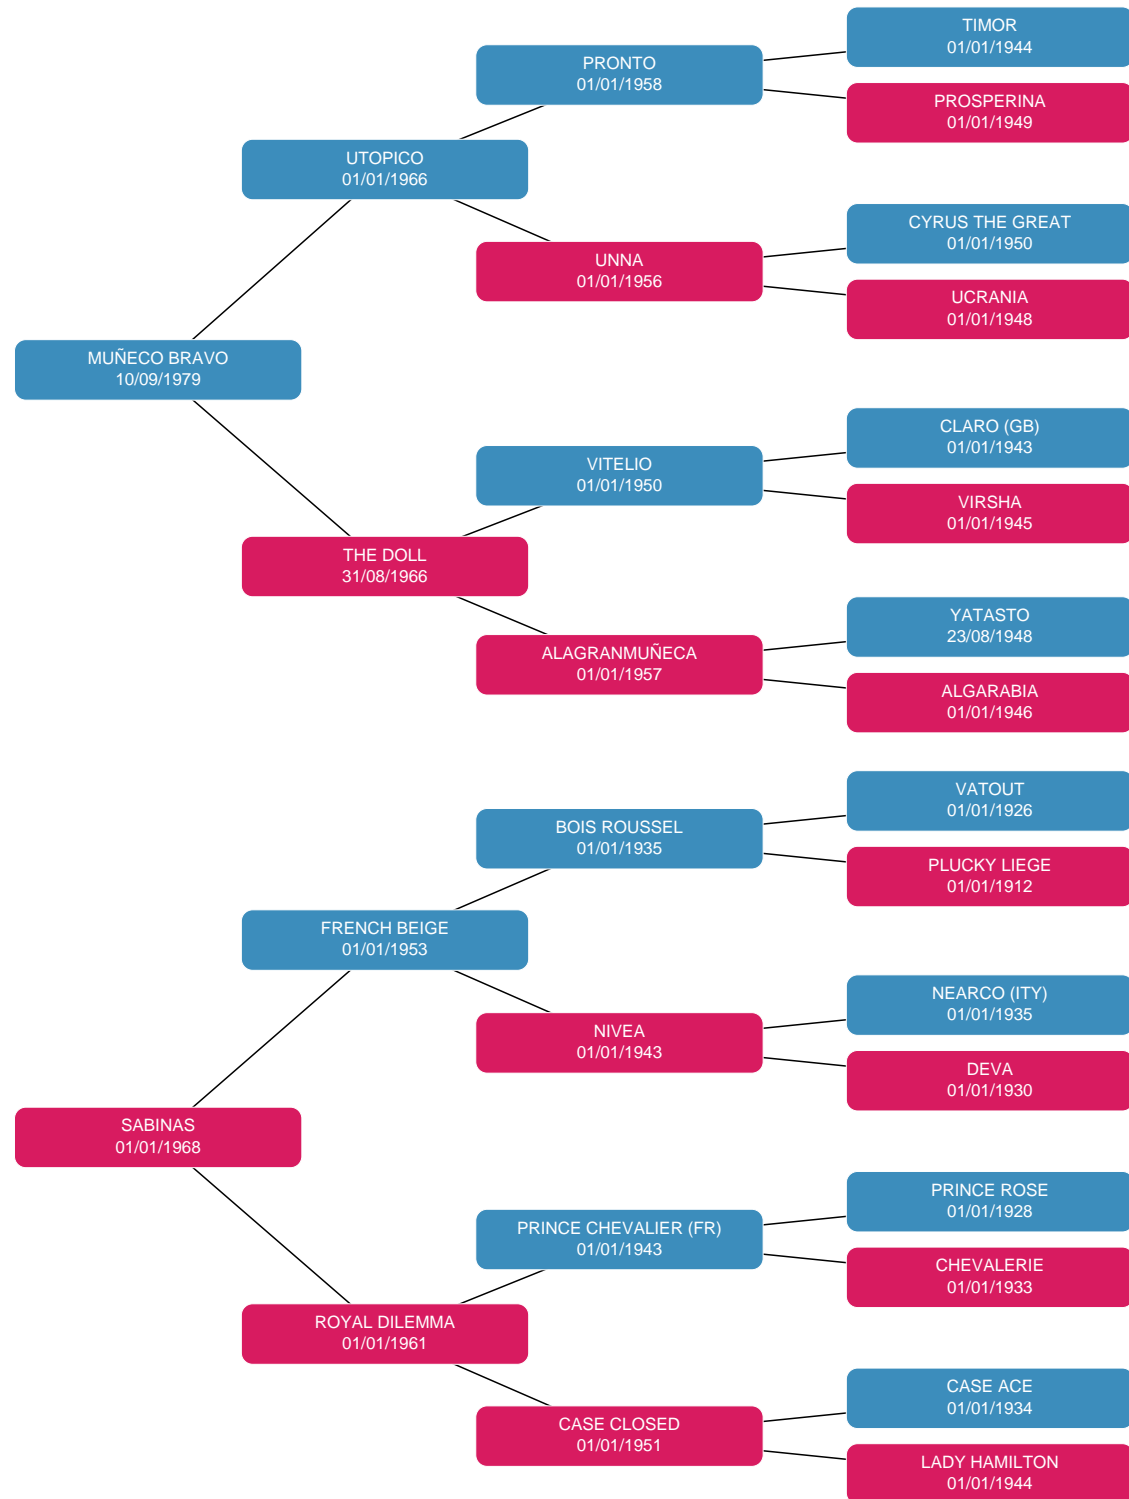 TIMOR
01/01/1944
PRONTO
01/01/1958
PROSPERINA
01/01/1949
UTOPICO
01/01/1966
CYRUS THE GREAT
01/01/1950
UNNA
01/01/1956
UCRANIA
01/01/1948
MUÑECO BRAVO
10/09/1979
CLARO (GB)
01/01/1943
VITELIO
01/01/1950
VIRSHA
01/01/1945
THE DOLL
31/08/1966
YATASTO
23/08/1948
ALAGRANMUÑECA
01/01/1957
ALGARABIA
01/01/1946
VATOUT
01/01/1926
BOIS ROUSSEL
01/01/1935
PLUCKY LIEGE
01/01/1912
FRENCH BEIGE
01/01/1953
NEARCO (ITY)
01/01/1935
NIVEA
01/01/1943
DEVA
01/01/1930
SABINAS
01/01/1968
PRINCE ROSE
01/01/1928
PRINCE CHEVALIER (FR)
01/01/1943
CHEVALERIE
01/01/1933
ROYAL DILEMMA
01/01/1961
CASE ACE
01/01/1934
CASE CLOSED
01/01/1951
LADY HAMILTON
01/01/1944